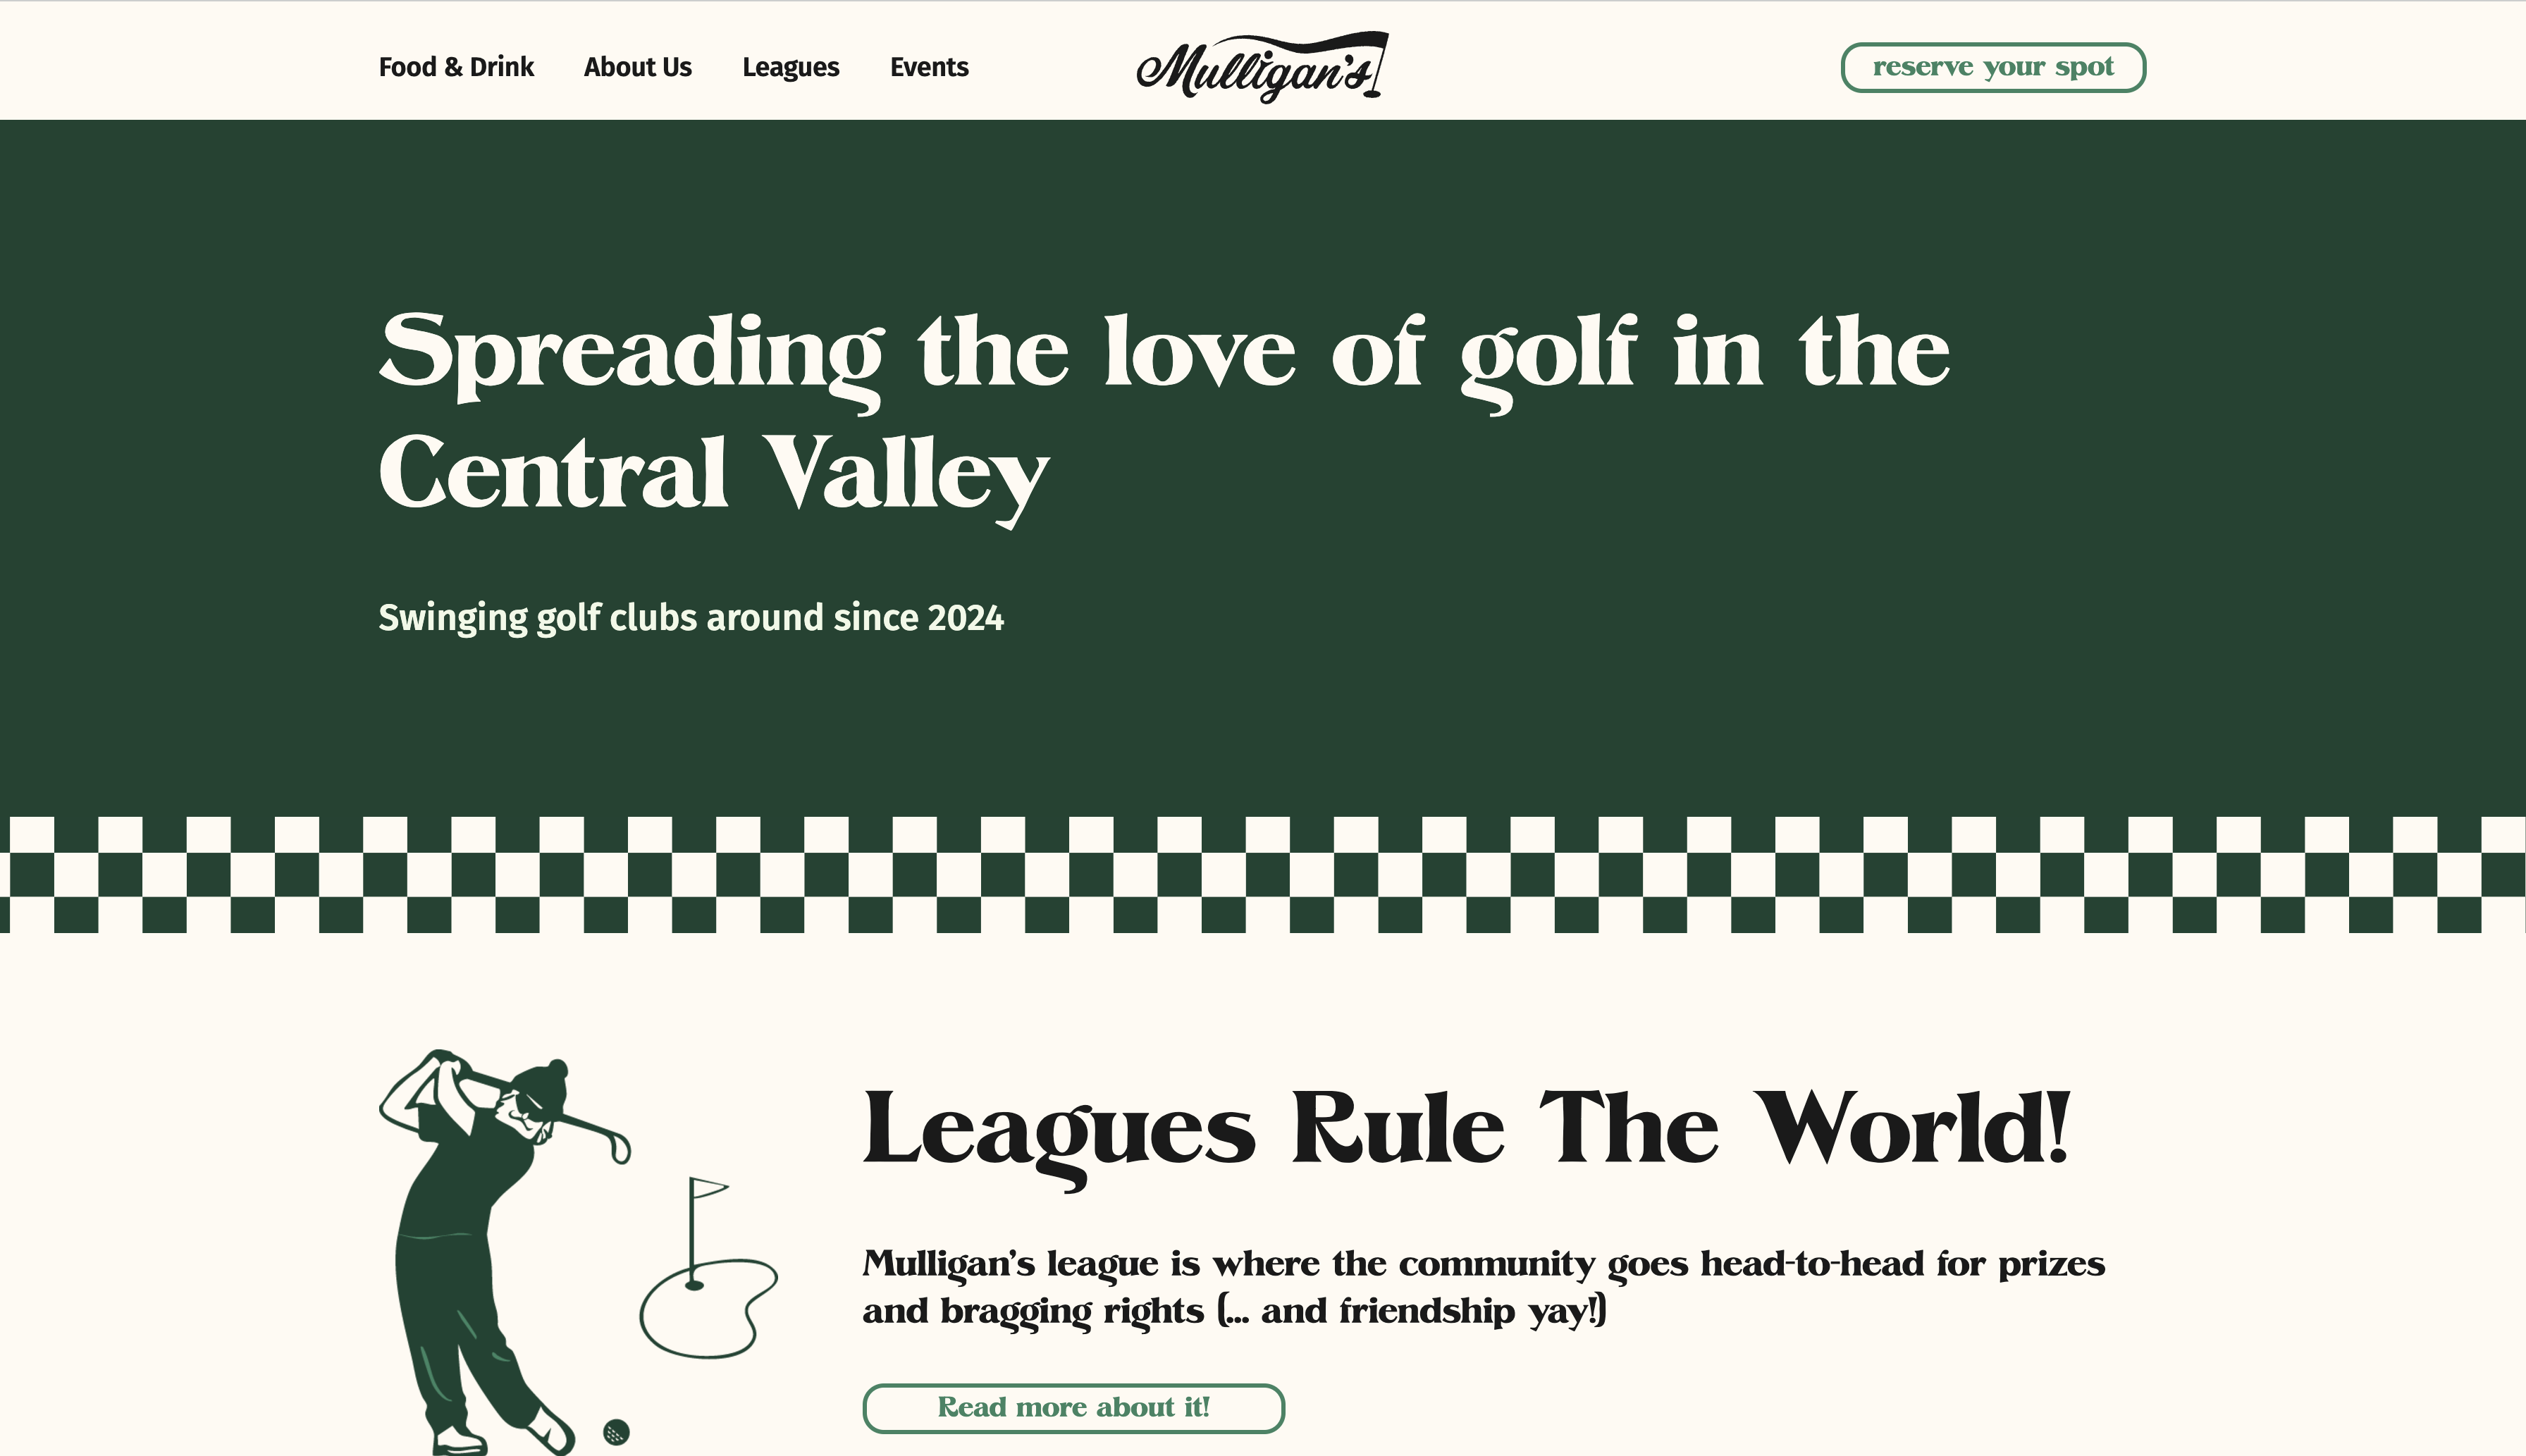 Food & Drink
About Us
Leagues
Events
Mulligan's
reserve your spot
Spreading the love of golf in the
Central Valley
Swinging golf clubs around since 2024
Leagues Rule The World!
Mulligan's league is where the community goes head-to-head for prizes
and bragging rights (... and friendship yay!)
Read more about it!